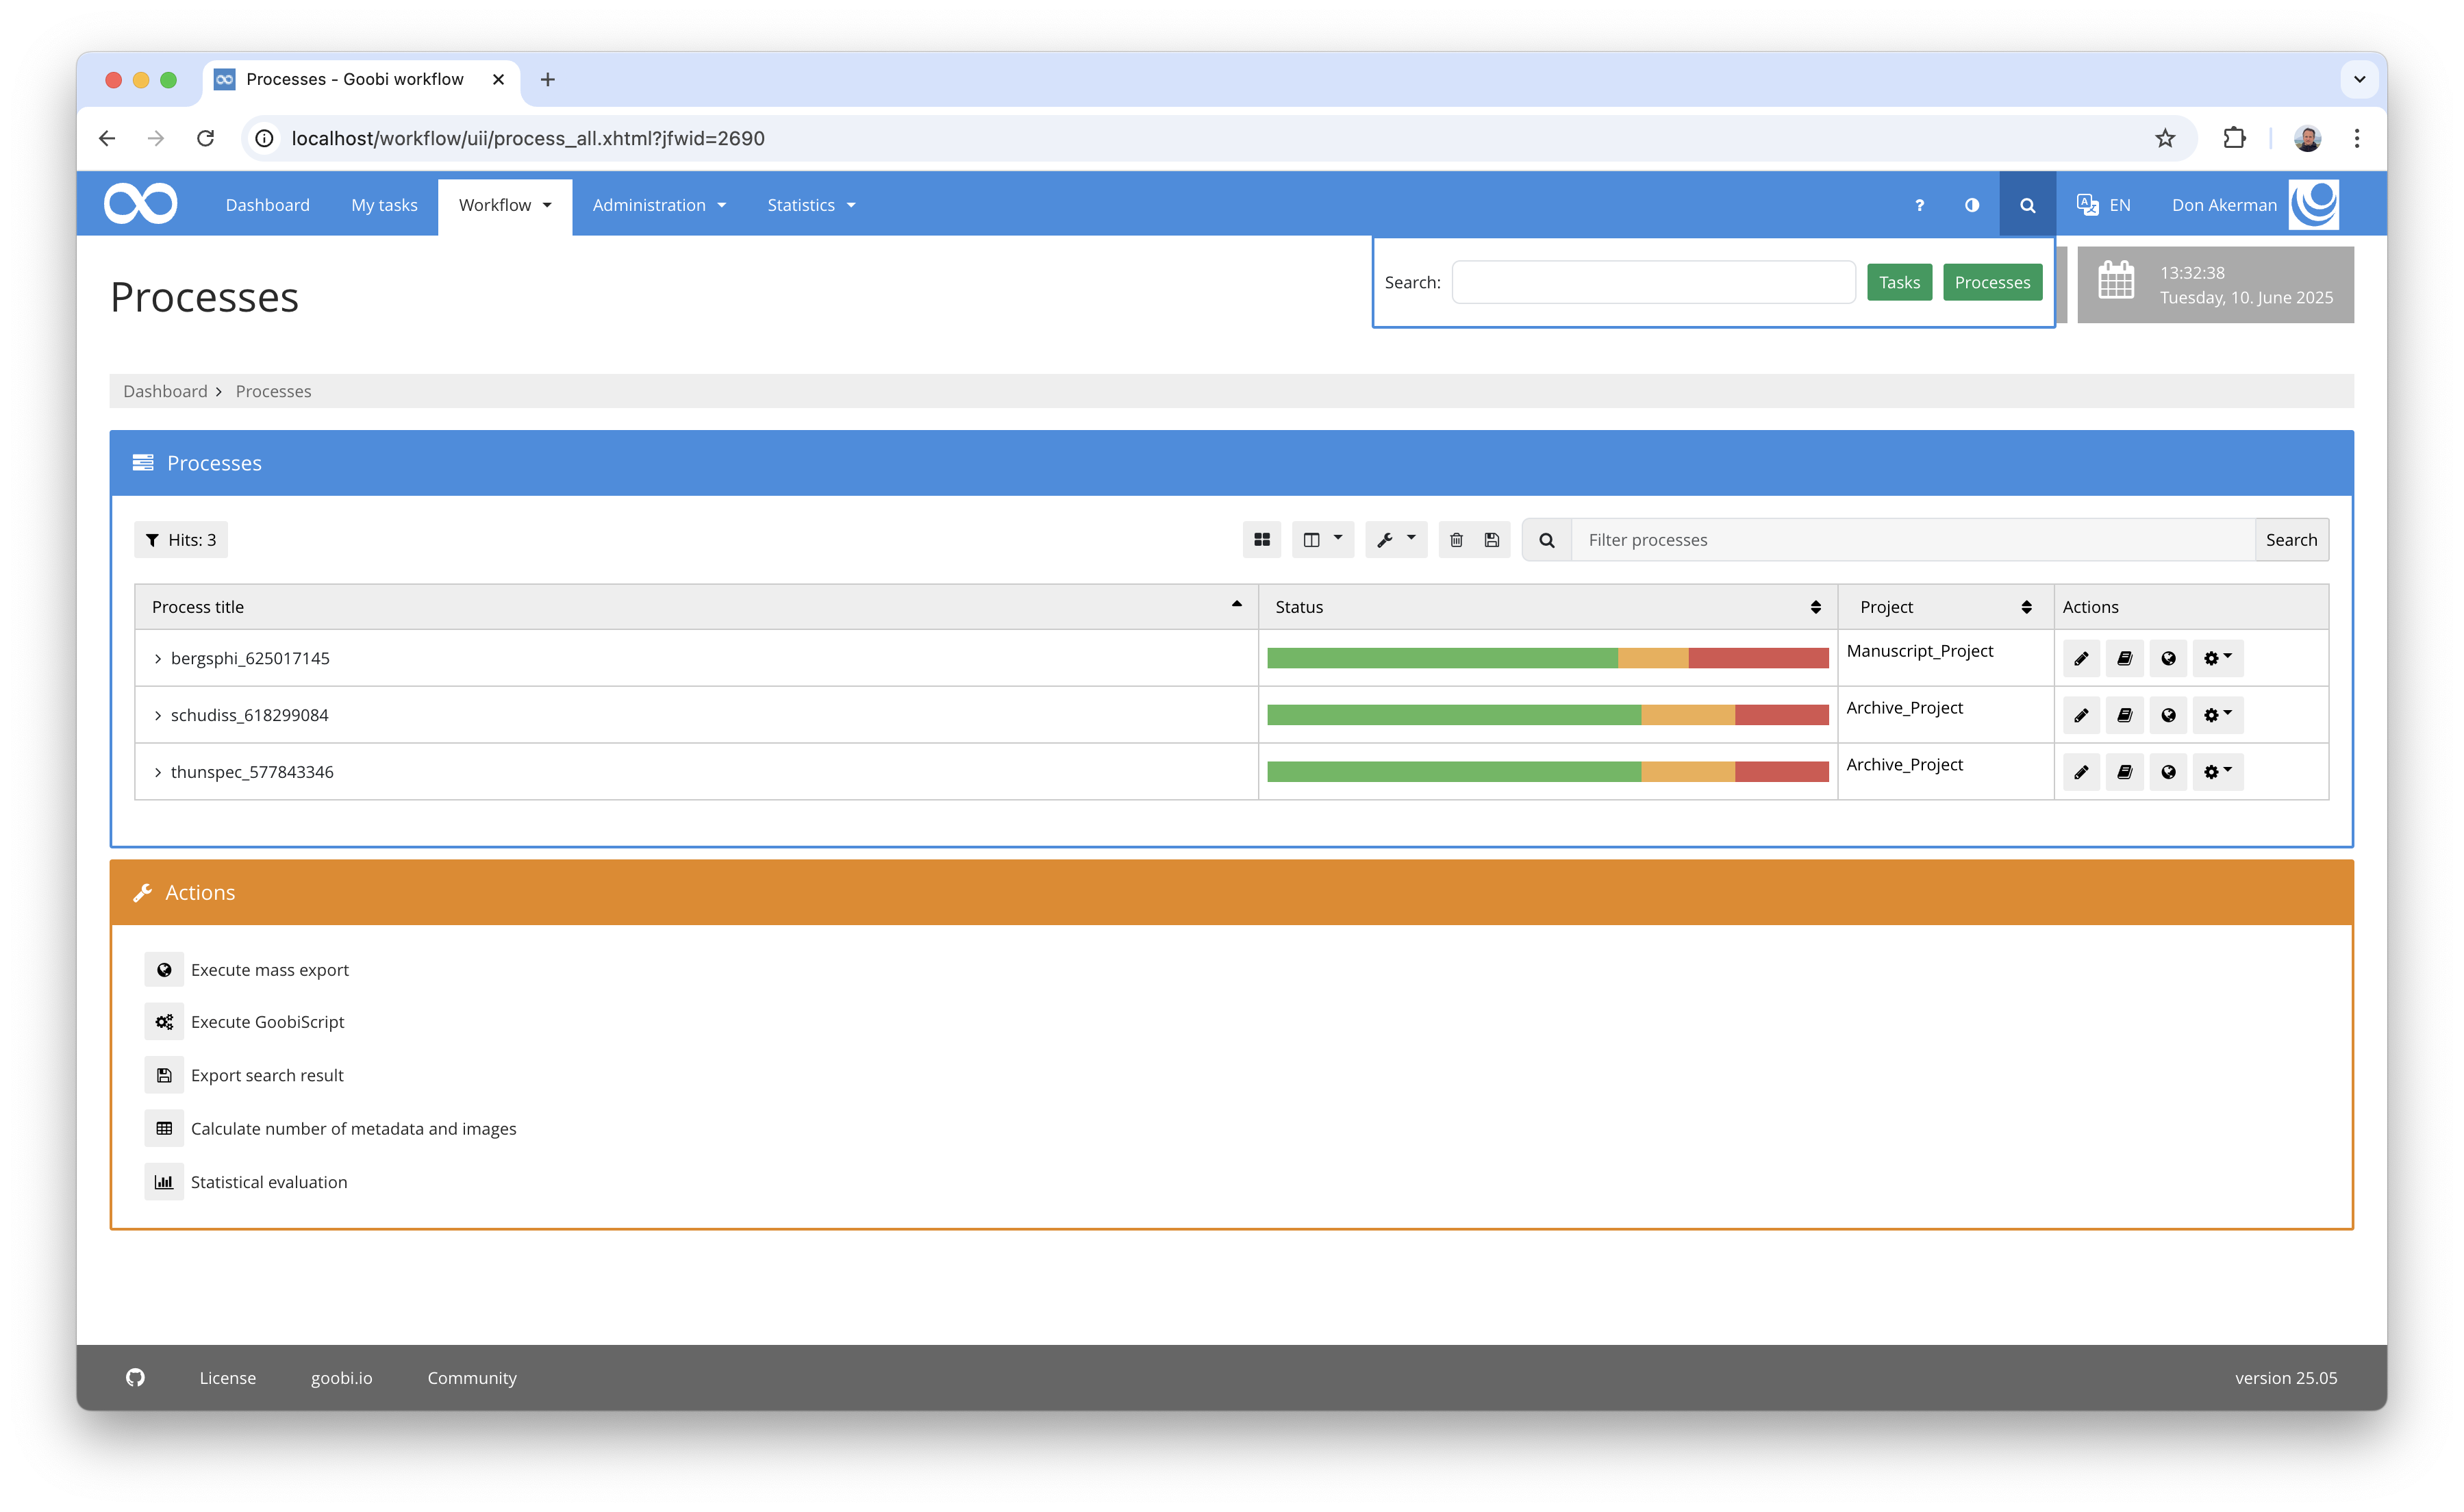 Processes - Goobi workflow
localhost/workflow/uii/process_all.xhtml?jfwid=2690
Dashboard My tasks Workflow Administration Statistics ? EN Don Akerman
Search: Tasks Processes
13:32:38
Tuesday, 10. June 2025
Processes
Dashboard > Processes
Processes
Hits: 3 Filter processes Search
Process title Status Project Actions
bergsphi_625017145 Manuscript_Project
schudiss_618299084 Archive_Project
thunspec_577843346 Archive_Project
Actions
Execute mass export
Execute GoobiScript
Export search result
Calculate number of metadata and images
Statistical evaluation
License goobi.io Community version 25.05